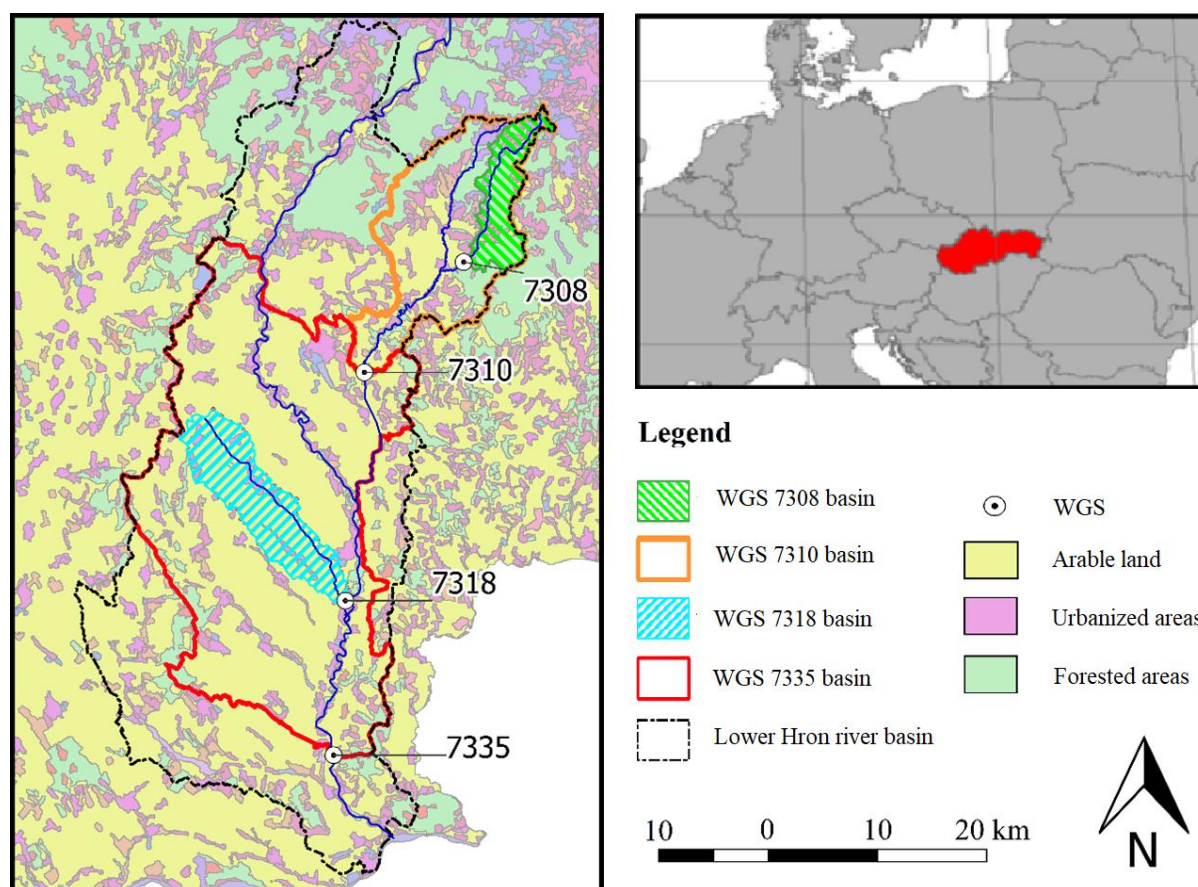 7308
7310
7318
7335
Legend
WGS 7308 basin
WGS
WGS 7310 basin
Arable land
WGS 7318 basin
Urbanized areas
WGS 7335 basin
Forested areas
Lower Hron river basin
10 0 10 20 km
N